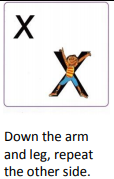 X
X
Down the arm
and leg, repeat
the other side.